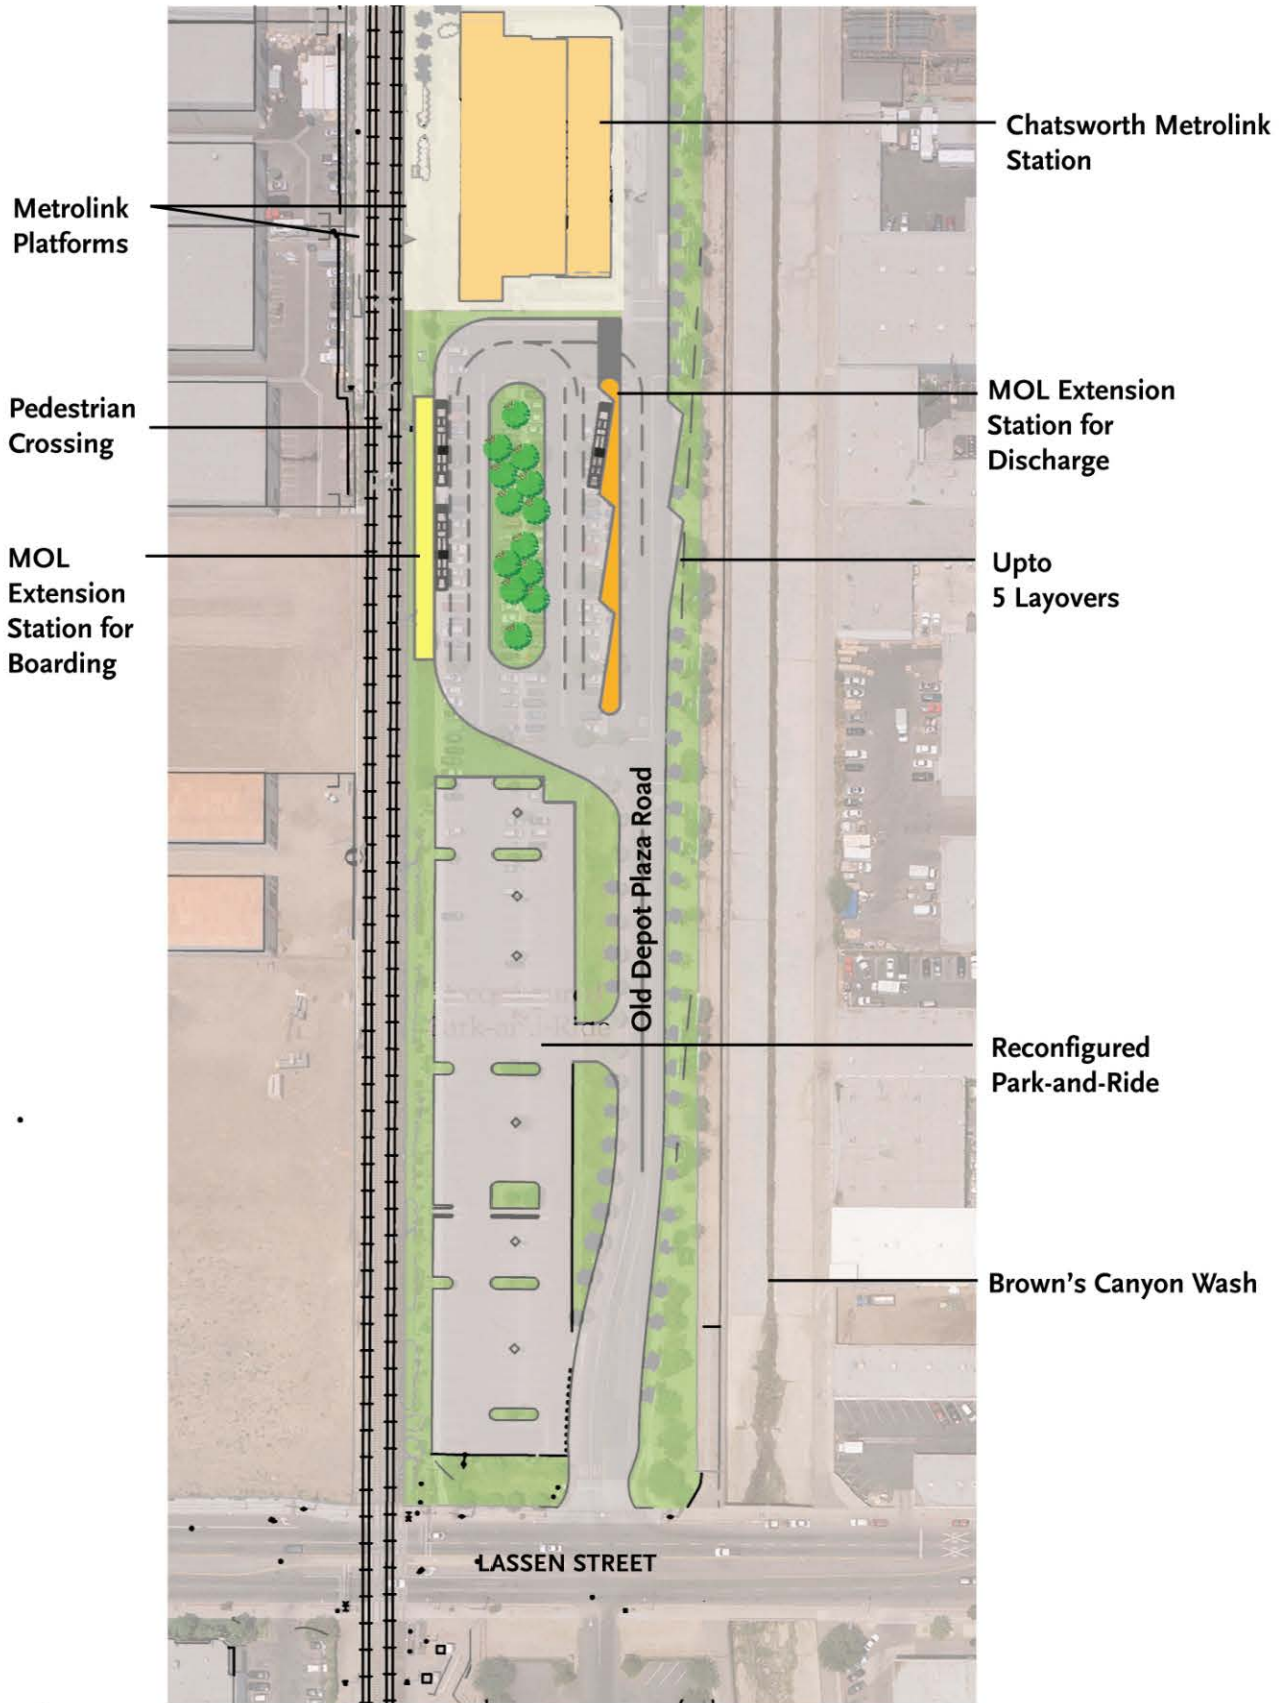 Chatsworth Metrolink
Station
Metrolink
Platforms
MOL Extension
Station for
Discharge
Pedestrian
Crossing
MOL
Extension
Station for
Boarding
Upto
5 Layovers
Old Depot Plaza Road
Reconfigured
Park-and-Ride
Brown's Canyon Wash
LASSEN STREET